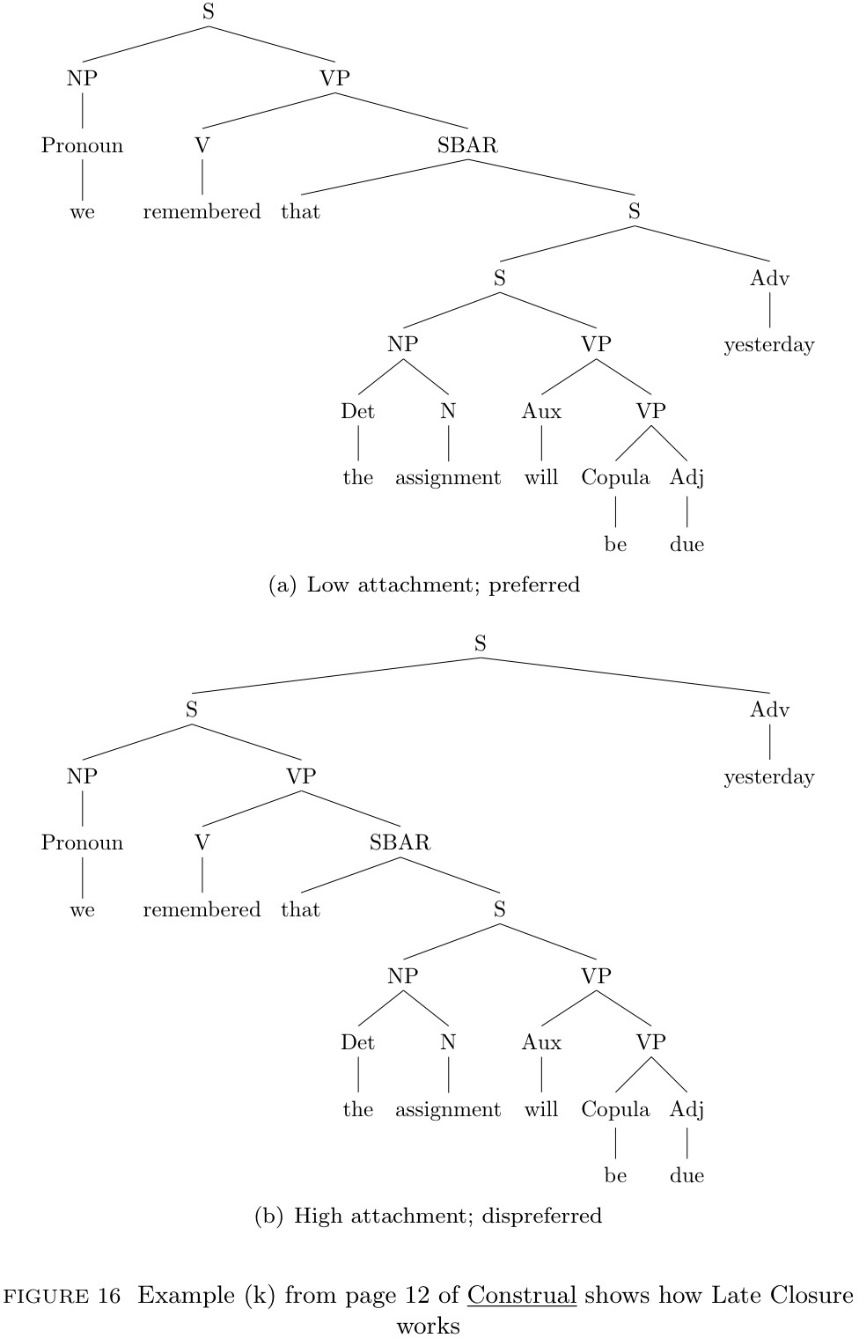 S
NP VP
Pronoun V SBAR
we remembered that S
S Adv
NP VP yesterday
Det N Aux VP
the assignment will Copula Adj
be due
(a) Low attachment; preferred
S
S Adv
NP VP yesterday
Pronoun V SBAR
we remembered that S
NP VP
Det N Aux VP
the assignment will Copula Adj
be due
(b) High attachment; dispreferred
FIGURE 16 Example (k) from page 12 of Construal shows how Late Closure
works